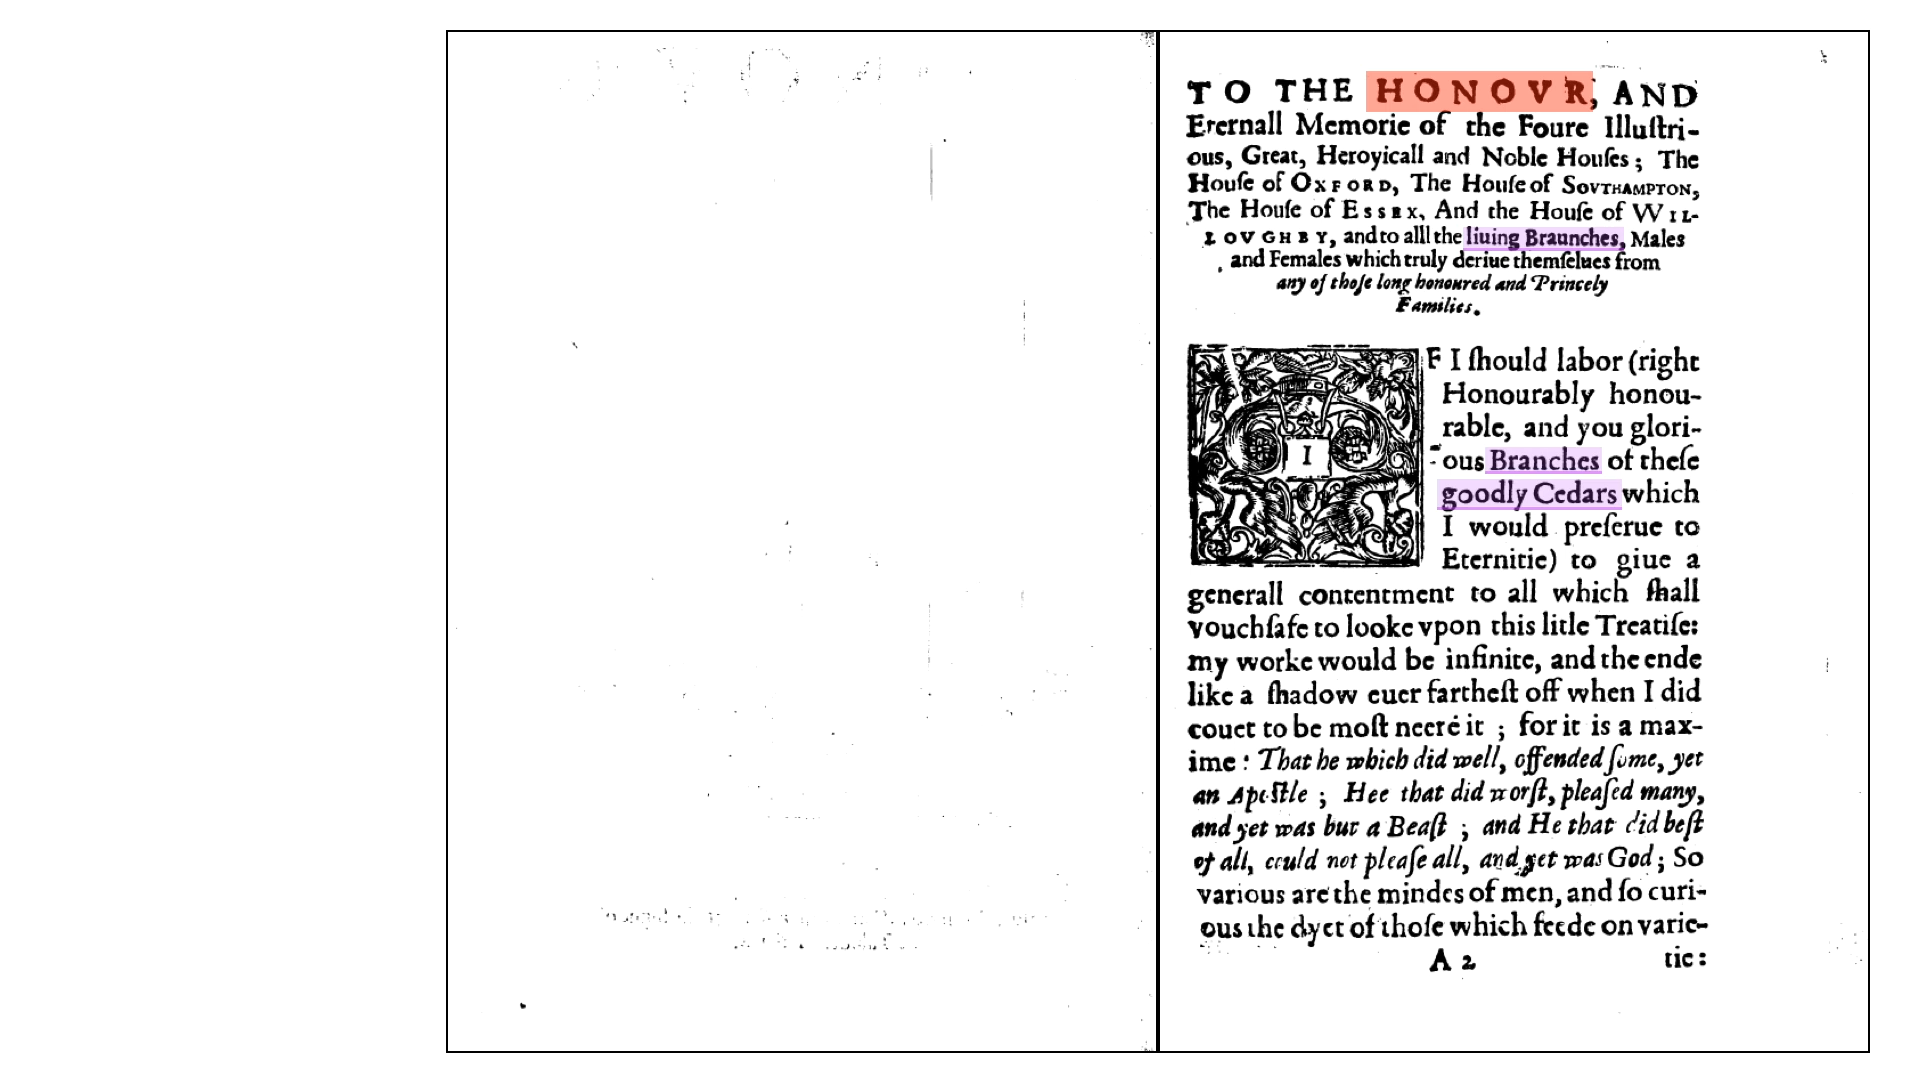 TO THE HONOVR, AND
Eternall Memorie of the Foure Illuſtri-
ous, Great, Heroyicall and Noble Houſes; The
Houſe of OXFORD, The Houſe of SOVTHAMPTON,
The Houſe of ESSEX, And the Houſe of WIL-
LOVGHBY, and to alll the liuing Braunches, Males
and Females which truly deriue themſelues from
any of thoſe long honoured and Princely
Families.
I
F I ſhould labor (right
Honourably honou-
rable, and you glori-
ous Branches of theſe
goodly Cedars which
I would preſerue to
Eternitie) to giue a
generall contentment to all which ſhall
vouchſafe to looke vpon this litle Treatiſe:
my worke would be infinite, and the ende
like a ſhadow euer fartheſt off when I did
couet to be moſt neere it ; for it is a max-
ime : That he which did well, offended ſome, yet
an Apoſtle ; Hee that did worſt, pleaſed many,
and yet was but a Beaſt ; and He that did beſt
of all, could not pleaſe all, and yet was God ; So
various are the mindes of men, and ſo curi-
ous the dyet of thoſe which feede on varie-
A 2 tie :